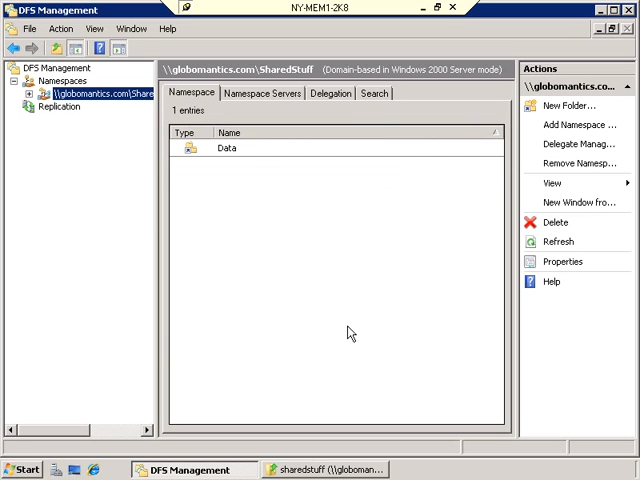 DFS Management
NY-MEM1-2K8
File Action View Window Help
DFS Management
Namespaces
\\globomantics.com\Share
Replication
\\globomantics.com\SharedStuff (Domain-based in Windows 2000 Server mode)
Namespace Namespace Servers Delegation Search
1 entries
Type Name
Data
Actions
\\globomantics.co...
New Folder...
Add Namespace ...
Delegate Manag...
Remove Namesp...
View
New Window fro...
Delete
Refresh
Properties
Help
Start
DFS Management
sharedstuff (\\globoman...